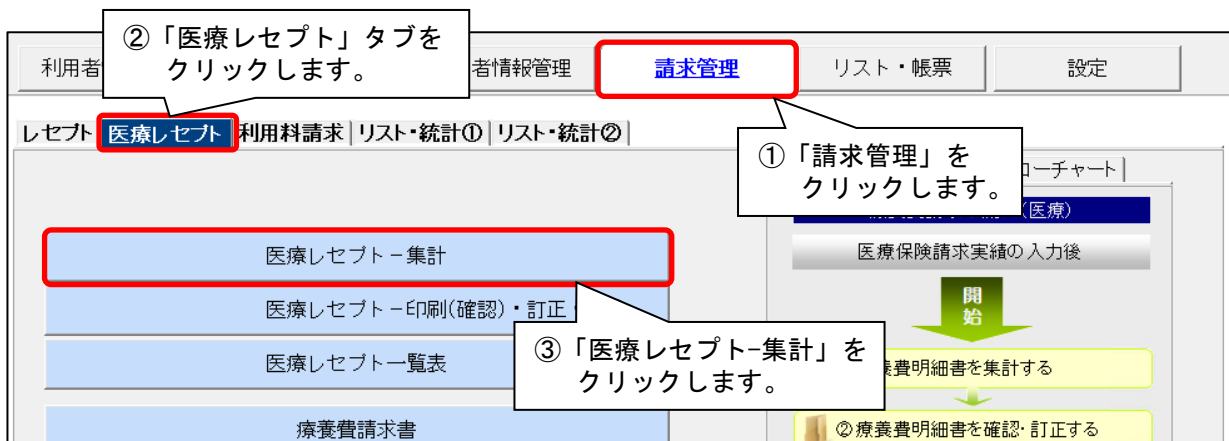 ②「医療レセプト」タブを
クリックします。
利用者
者情報管理
請求管理
リスト・帳票
設定
レセプト
医療レセプト
利用料請求
リスト・統計①
リスト・統計②
①「請求管理」を
クリックします。
ローチャート
(医療)
医療レセプト－集計
医療保険請求実績の入力後
医療レセプト－印刷(確認)・訂正
開
始
③「医療レセプト-集計」を
クリックします。
医療レセプト一覧表
費明細書を集計する
療養費請求書
②療養費明細書を確認・訂正する